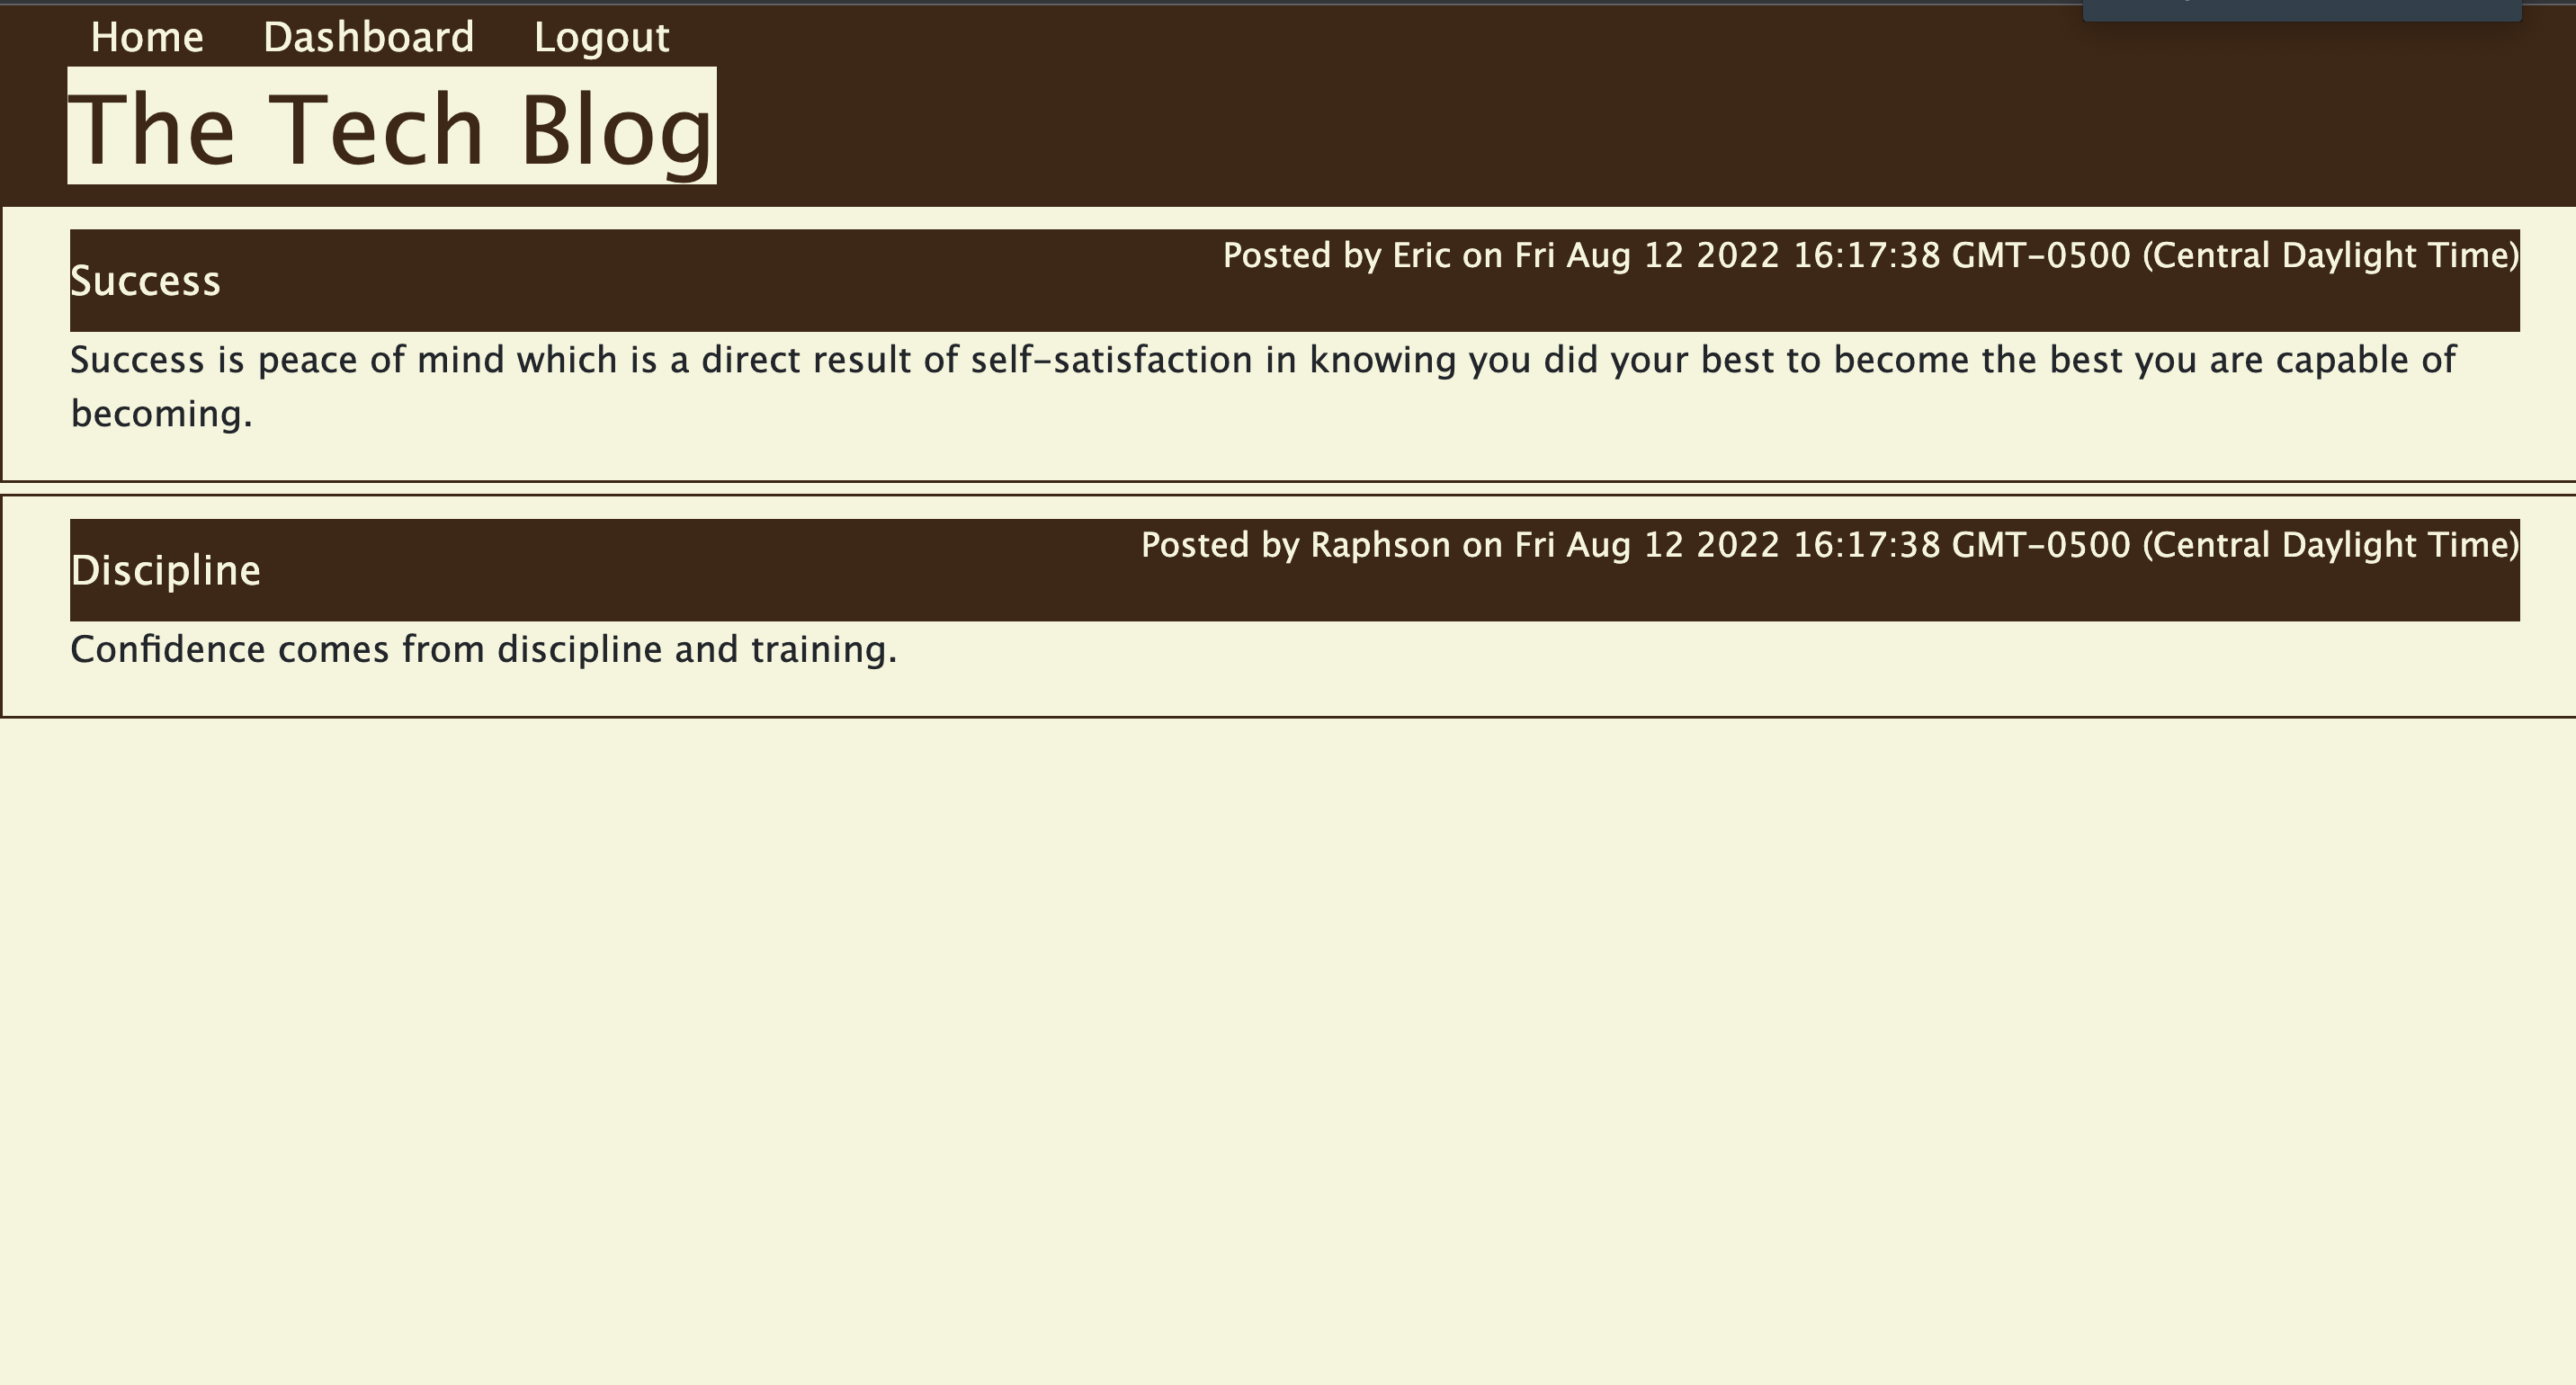 Home Dashboard Logout
The Tech Blog
Success
Posted by Eric on Fri Aug 12 2022 16:17:38 GMT-0500 (Central Daylight Time)
Success is peace of mind which is a direct result of self-satisfaction in knowing you did your best to become the best you are capable of
becoming.
Discipline
Posted by Raphson on Fri Aug 12 2022 16:17:38 GMT-0500 (Central Daylight Time)
Confidence comes from discipline and training.